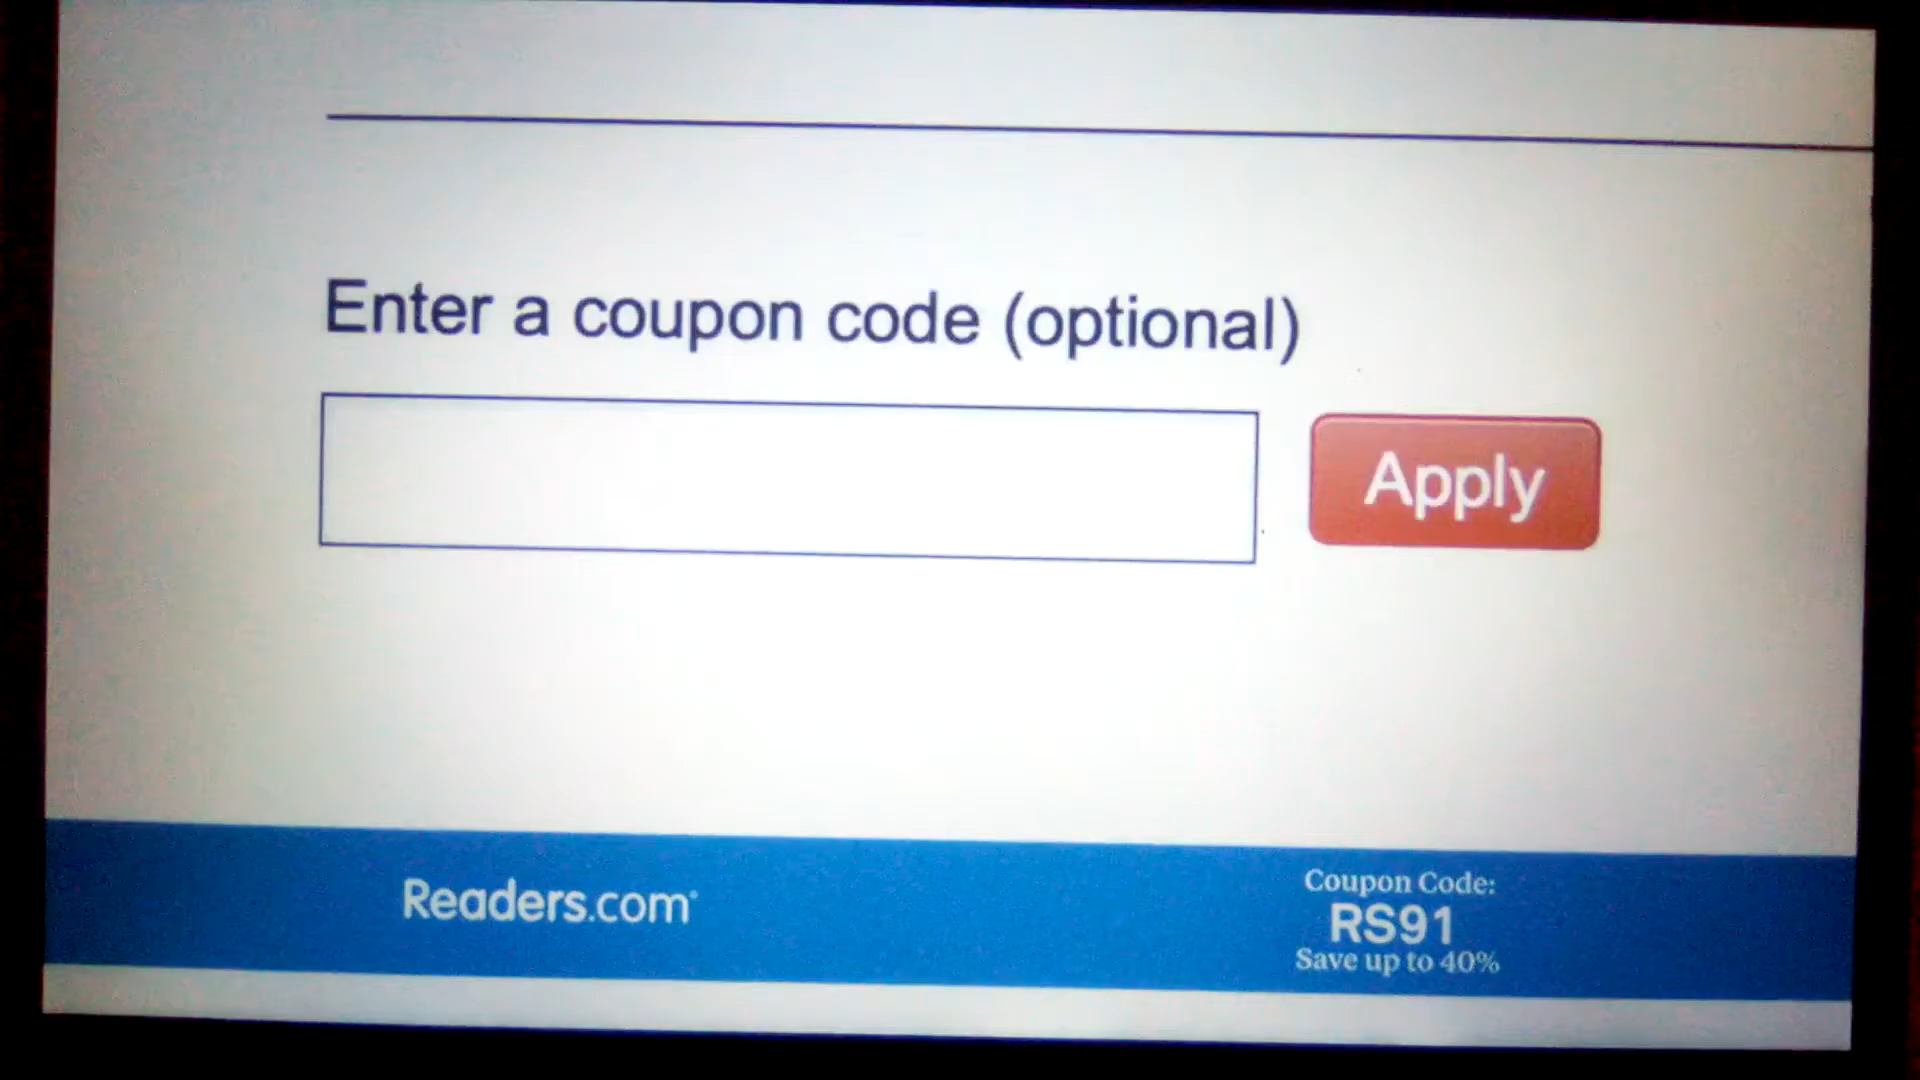 Enter a coupon code (optional)
Apply
Readers.com®
Coupon Code:
RS91
Save up to 40%